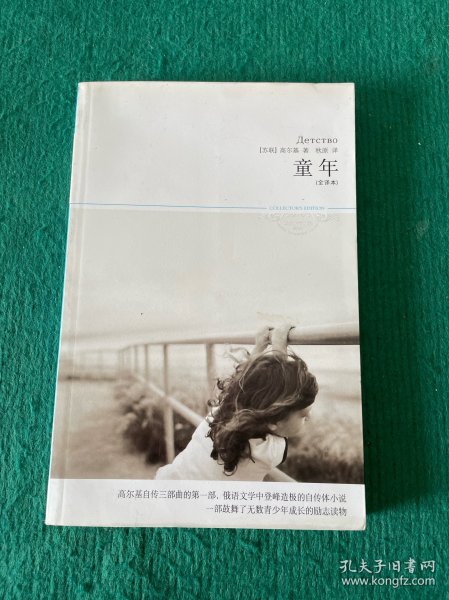 Детство
[苏联] 高尔基 著 秋原 译
童年
(全译本)
COLLECTOR'S EDITION
高尔基自传三部曲的第一部，俄语文学中登峰造极的自传体小说
一部鼓舞了无数青少年成长的励志读物
孔夫子旧书网
www.kongfz.com